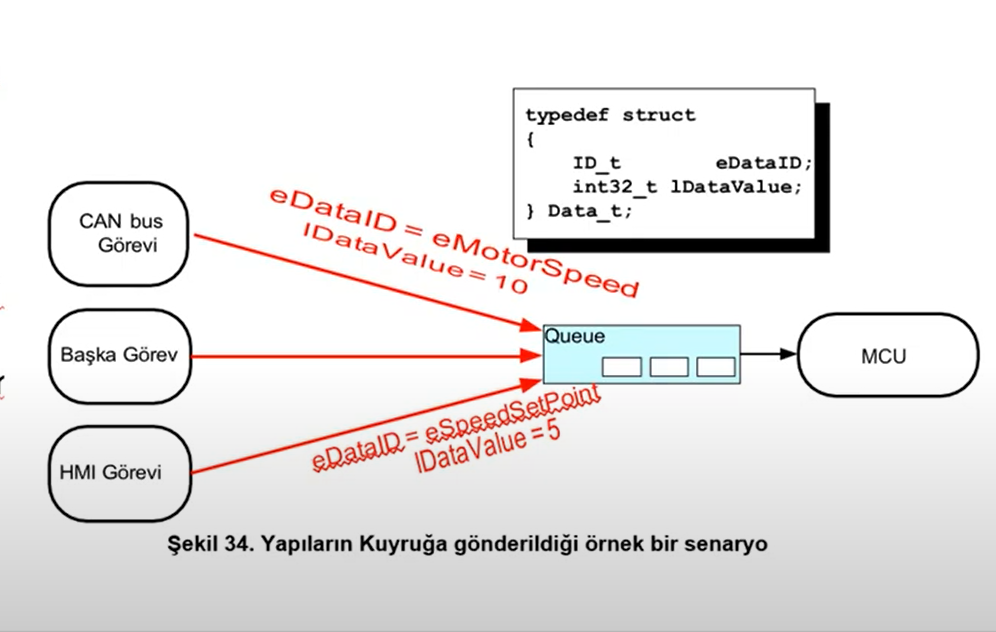 typedef struct
{
ID_t eDataID;
int32_t lDataValue;
} Data_t;
CAN bus
Görevi
eDataID = eMotorSpeed
lDataValue = 10
Başka Görev
Queue
MCU
HMI Görevi
eDataID = eSpeedSetPoint
lDataValue = 5
Şekil 34. Yapıların Kuyruğa gönderildiği örnek bir senaryo